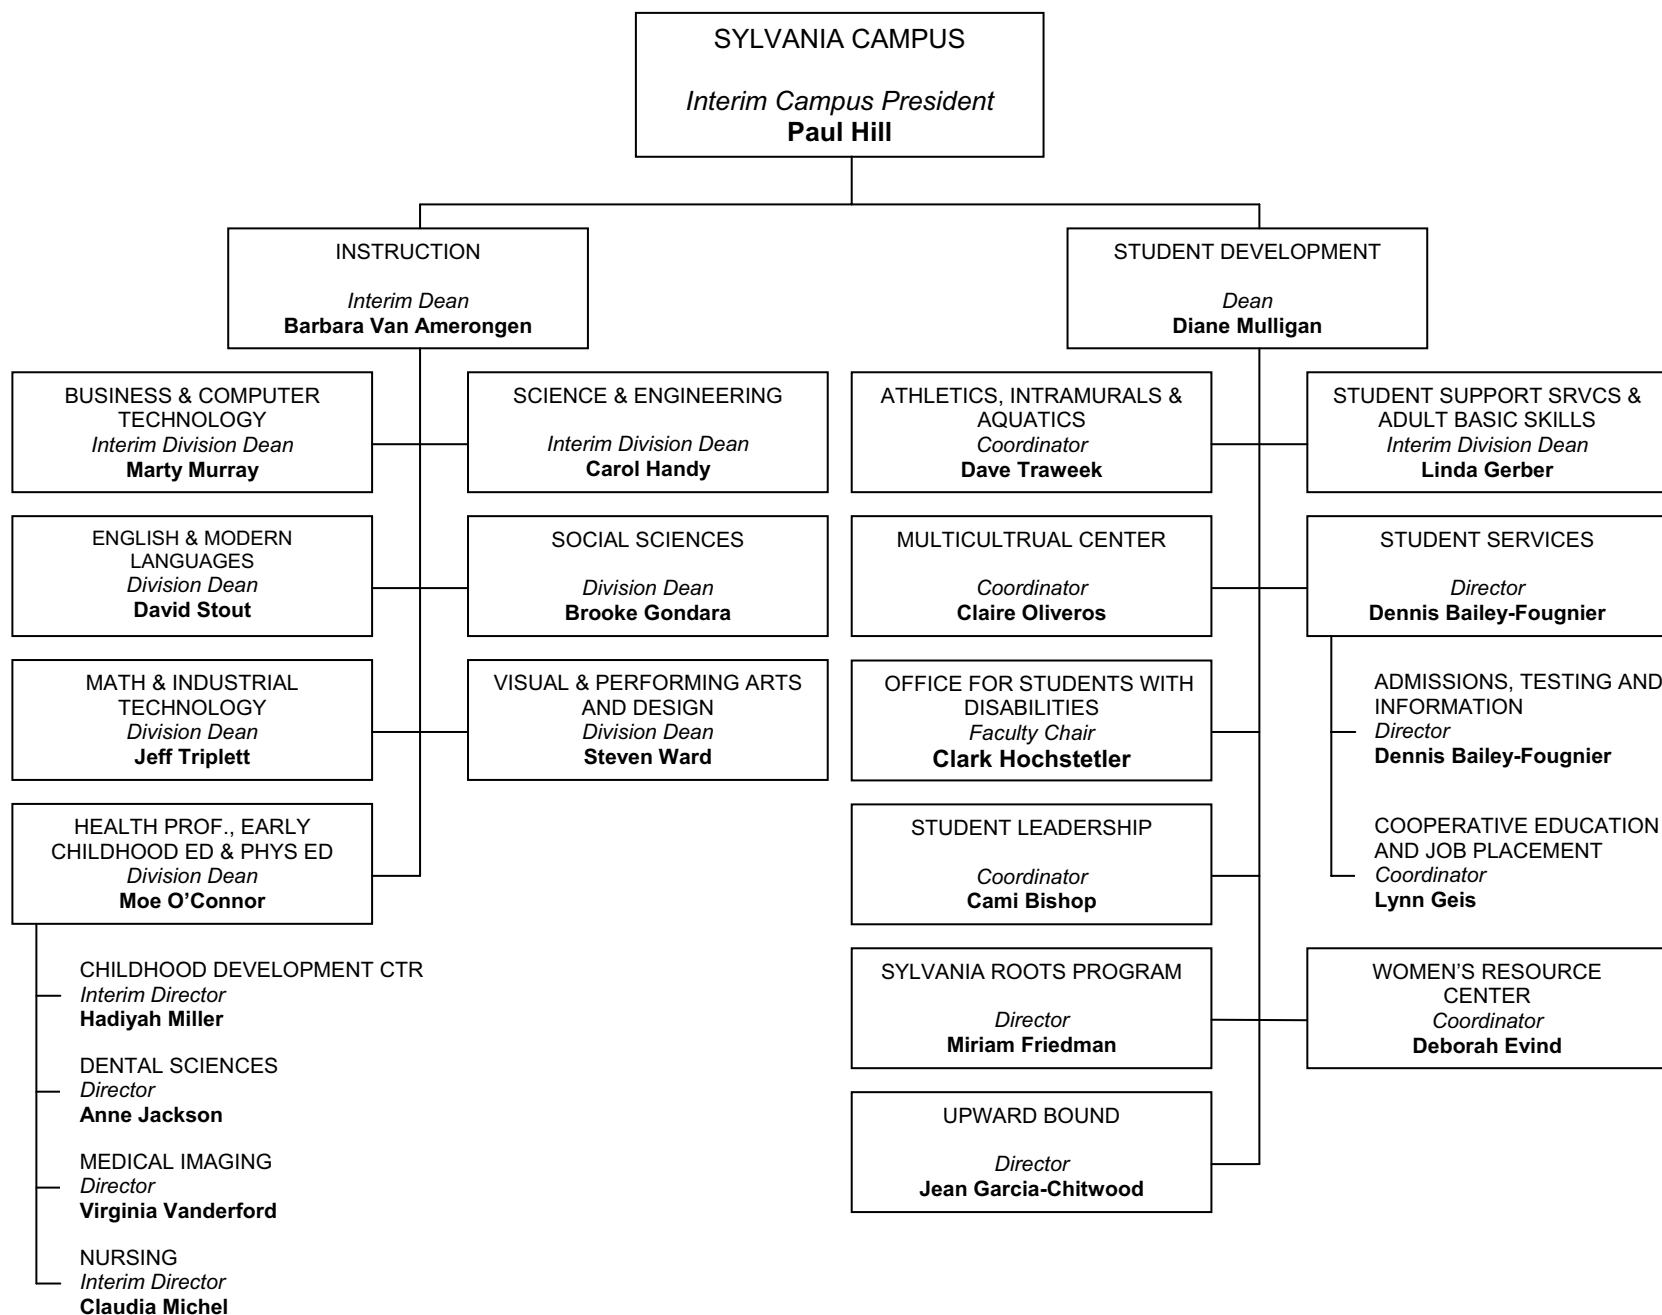 SYLVANIA CAMPUS
Interim Campus President
Paul Hill
INSTRUCTION
Interim Dean
Barbara Van Amerongen
BUSINESS & COMPUTER
TECHNOLOGY
Interim Division Dean
Marty Murray
SCIENCE & ENGINEERING
Interim Division Dean
Carol Handy
ENGLISH & MODERN
LANGUAGES
Division Dean
David Stout
SOCIAL SCIENCES
Division Dean
Brooke Gondara
MATH & INDUSTRIAL
TECHNOLOGY
Division Dean
Jeff Triplett
VISUAL & PERFORMING ARTS
AND DESIGN
Division Dean
Steven Ward
HEALTH PROF., EARLY
CHILDHOOD ED & PHYS ED
Division Dean
Moe O’Connor
CHILDHOOD DEVELOPMENT CTR
Interim Director
Hadiyah Miller
DENTAL SCIENCES
Director
Anne Jackson
MEDICAL IMAGING
Director
Virginia Vanderford
NURSING
Interim Director
Claudia Michel
STUDENT DEVELOPMENT
Dean
Diane Mulligan
ATHLETICS, INTRAMURALS &
AQUATICS
Coordinator
Dave Traweek
STUDENT SUPPORT SRVCS &
ADULT BASIC SKILLS
Interim Division Dean
Linda Gerber
MULTICULTRUAL CENTER
Coordinator
Claire Oliveros
STUDENT SERVICES
Director
Dennis Bailey-Fougnier
ADMISSIONS, TESTING AND
INFORMATION
Director
Dennis Bailey-Fougnier
COOPERATIVE EDUCATION
AND JOB PLACEMENT
Coordinator
Lynn Geis
OFFICE FOR STUDENTS WITH
DISABILITIES
Faculty Chair
Clark Hochstetler
STUDENT LEADERSHIP
Coordinator
Cami Bishop
SYLVANIA ROOTS PROGRAM
Director
Miriam Friedman
WOMEN’S RESOURCE
CENTER
Coordinator
Deborah Evind
UPWARD BOUND
Director
Jean Garcia-Chitwood